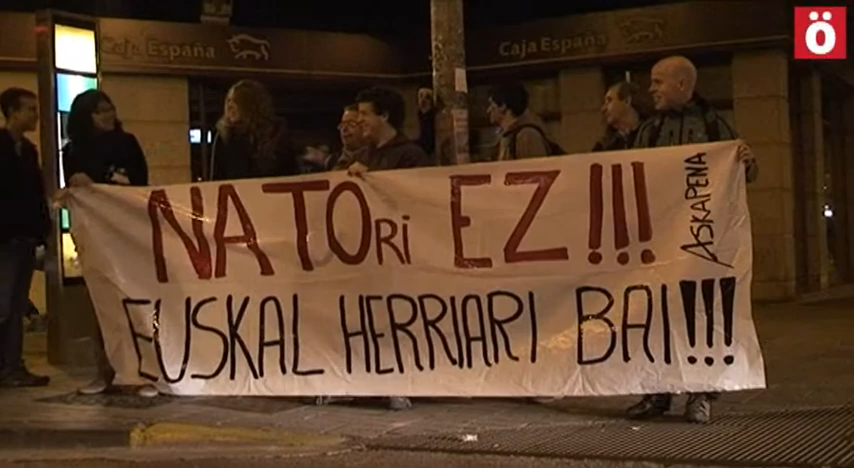 Caja España
Caja España
ö
NATORi EZ!!!
ASKAPENA
EUSKAL HERRIARI BAI!!!